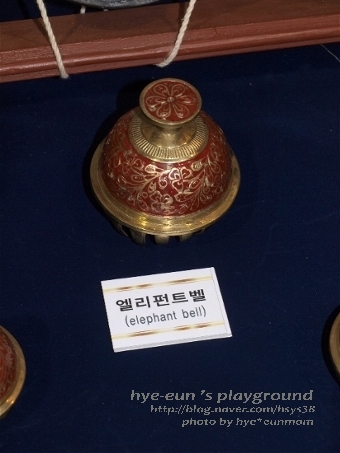 엘리펀트벨
(elephant bell)
hye-eun 's playground
http://blog.naver.com/hsys38
photo by hye*eunmom